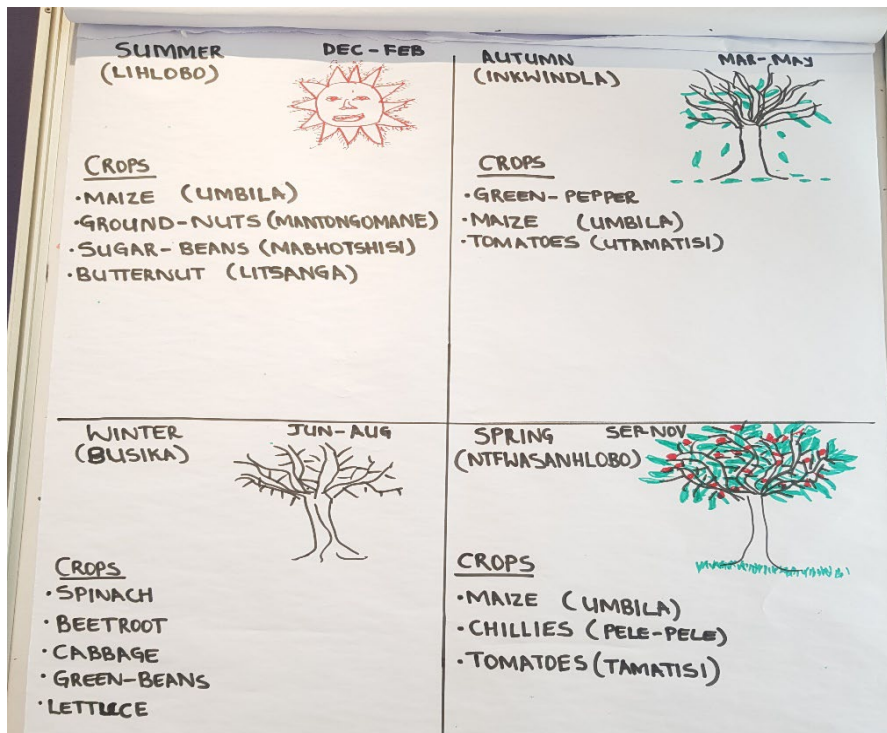 SUMMER
(LIHLOBO)
DEC-FEB
CROPS
·MAIZE (UMBILA)
·GROUND-NUTS (MANTONGOMANE)
·SUGAR-BEANS (MABHOTSHISI)
·BUTTERNUT (LITSANGA)
AUTUMN
(INKWINDLA)
MAR-MAY
CROPS
·GREEN-PEPPER
·MAIZE (UMBILA)
·TOMATOES (UTAMATISI)
WINTER
(BUSIKA)
JUN-AUG
CROPS
·SPINACH
·BEETROOT
·CABBAGE
·GREEN-BEANS
·LETTUCE
SPRING
(NTFWASANHLOBO)
SEP-NOV
CROPS
·MAIZE (UMBILA)
·CHILLIES (PELE-PELE)
·TOMATOES (TAMATISI)